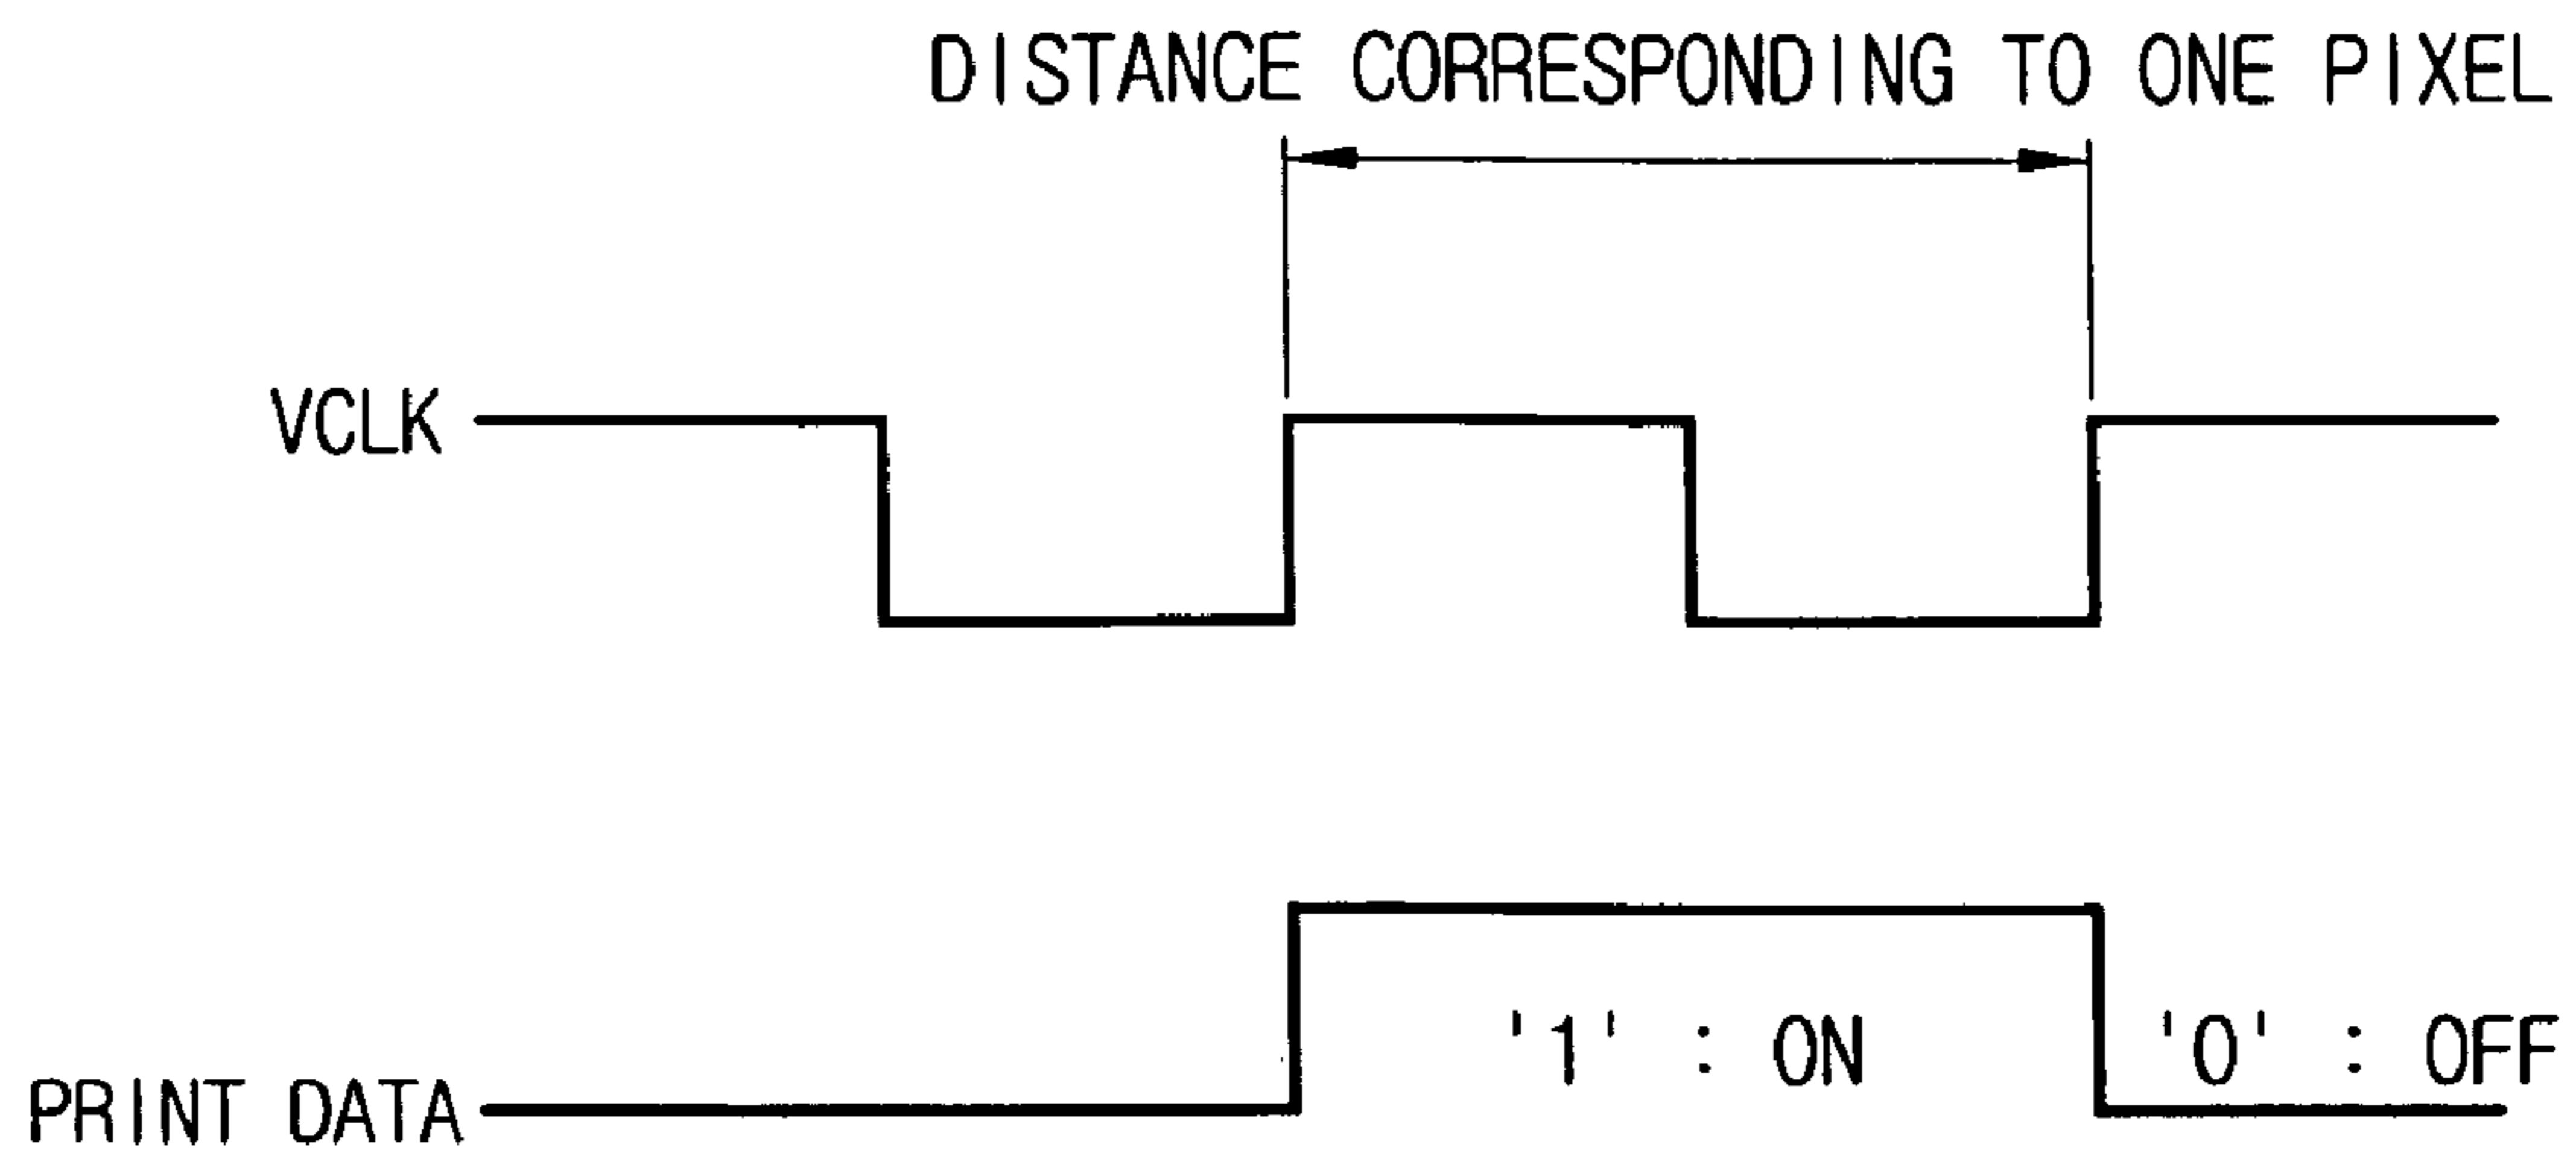 DISTANCE CORRESPONDING TO ONE PIXEL
VCLK
'1' : ON
'0' : OFF
PRINT DATA